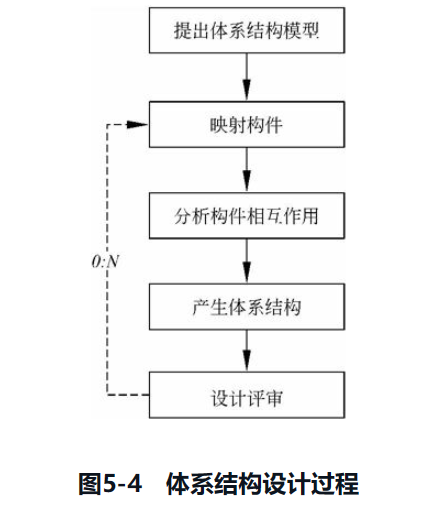 提出体系结构模型
映射构件
分析构件相互作用
0:N
产生体系结构
设计评审
图5-4 体系结构设计过程